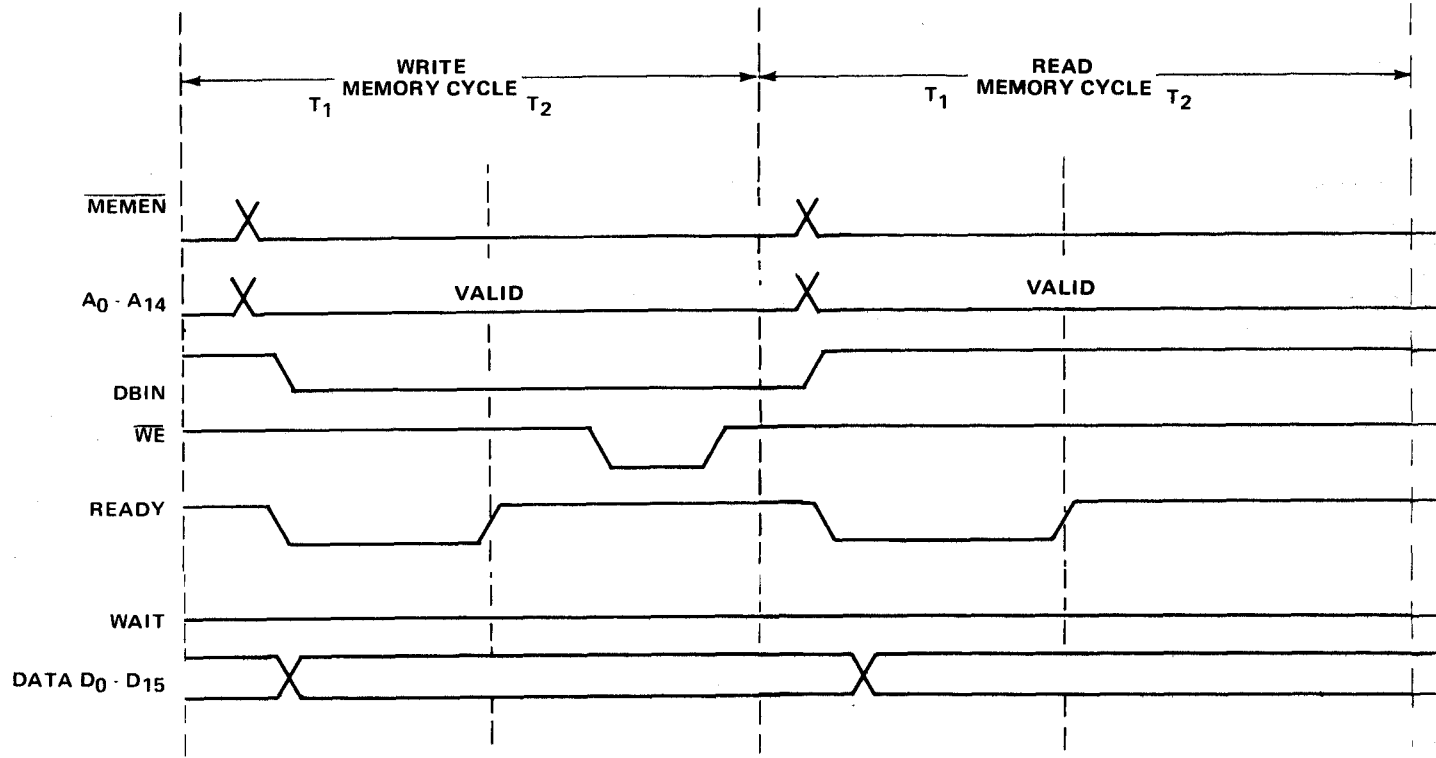 WRITE
MEMORY CYCLE
T1 T2
READ
MEMORY CYCLE
T1 T2
MEMEN
A0 - A14 VALID VALID
DBIN
WE
READY
WAIT
DATA D0 - D15